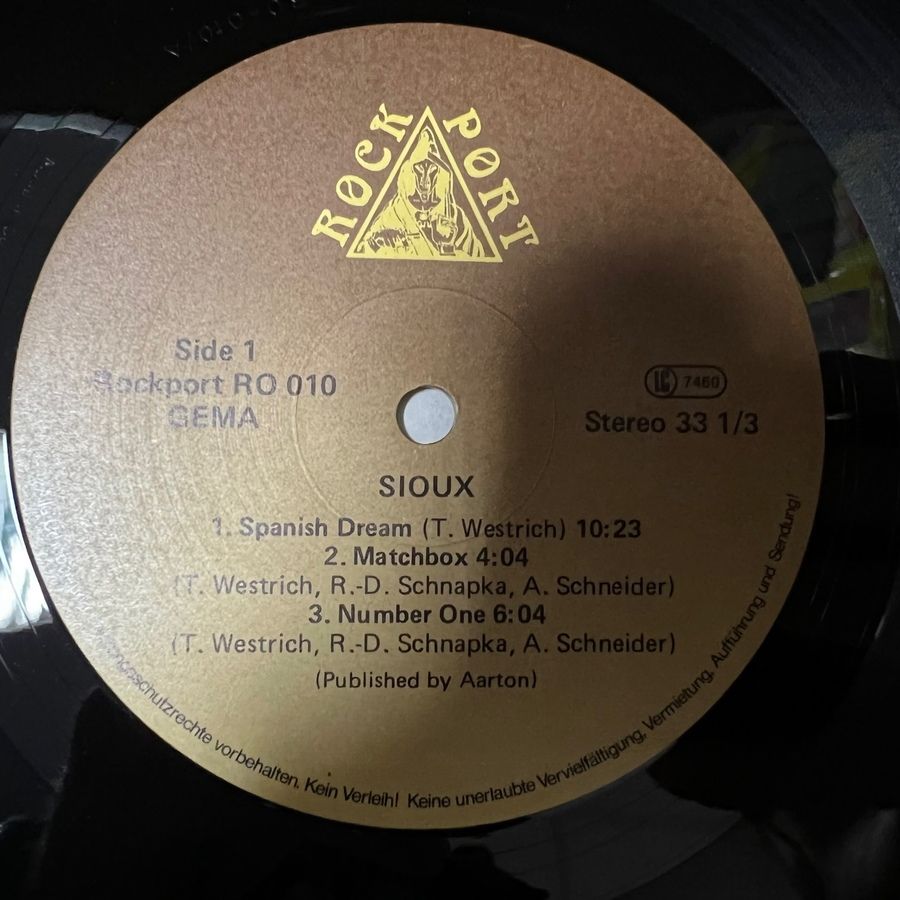 ROCK PORT
Side 1
Rockport RO 010
GEMA
LC 7460
Stereo 33 1/3
SIOUX
1. Spanish Dream (T. Westrich) 10:23
2. Matchbox 4:04
(T. Westrich, R.-D. Schnapka, A. Schneider)
3. Number One 6:04
(T. Westrich, R.-D. Schnapka, A. Schneider)
(Published by Aarton)
vorbehalten. Kein Verleih! Keine unerlaubte Vervielfältigung, Vermietung, Aufführung und Sendung!